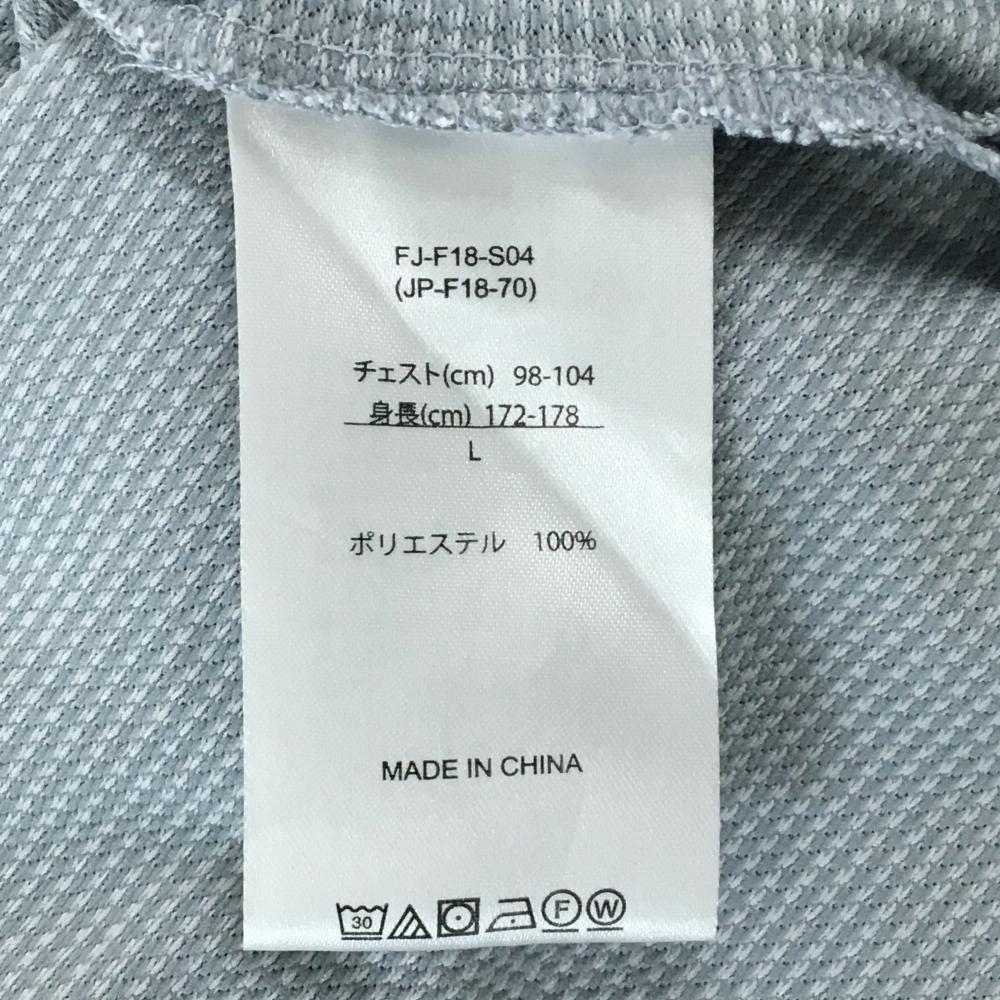 FJ-F18-S04
(JP-F18-70)
チェスト(cm) 98-104
身長(cm) 172-178
L
ポリエステル 100%
MADE IN CHINA
30 F W